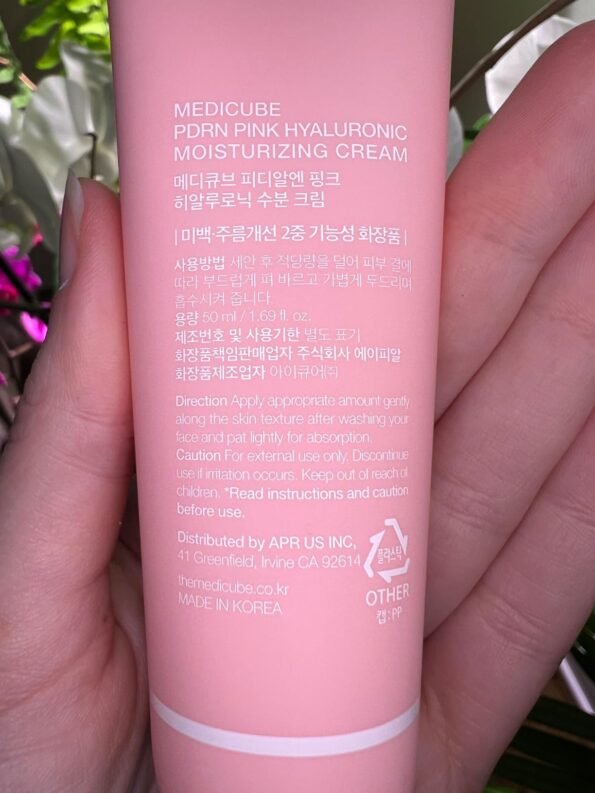 MEDICUBE
PDRN PINK HYALURONIC
MOISTURIZING CREAM
메디큐브 피디알엔 핑크
히알루로닉 수분 크림
| 미백·주름개선 2중 기능성 화장품 |
사용방법 세안 후 적당량을 덜어 피부 결에
따라 부드럽게 펴 바르고 가볍게 두드리며
흡수시켜 줍니다.
용량 50 ml / 1.69 fl. oz.
제조번호 및 사용기한 별도 표기
화장품책임판매업자 주식회사 에이피알
화장품제조업자 아이큐어㈜
Direction Apply appropriate amount gently
along the skin texture after washing your
face and pat lightly for absorption.
Caution For external use only. Discontinue
use if irritation occurs. Keep out of reach of
children. *Read instructions and caution
before use.
Distributed by APR US INC,
41 Greenfield, Irvine CA 92614
themedicube.co.kr
MADE IN KOREA
플라스틱
OTHER
캡:PP